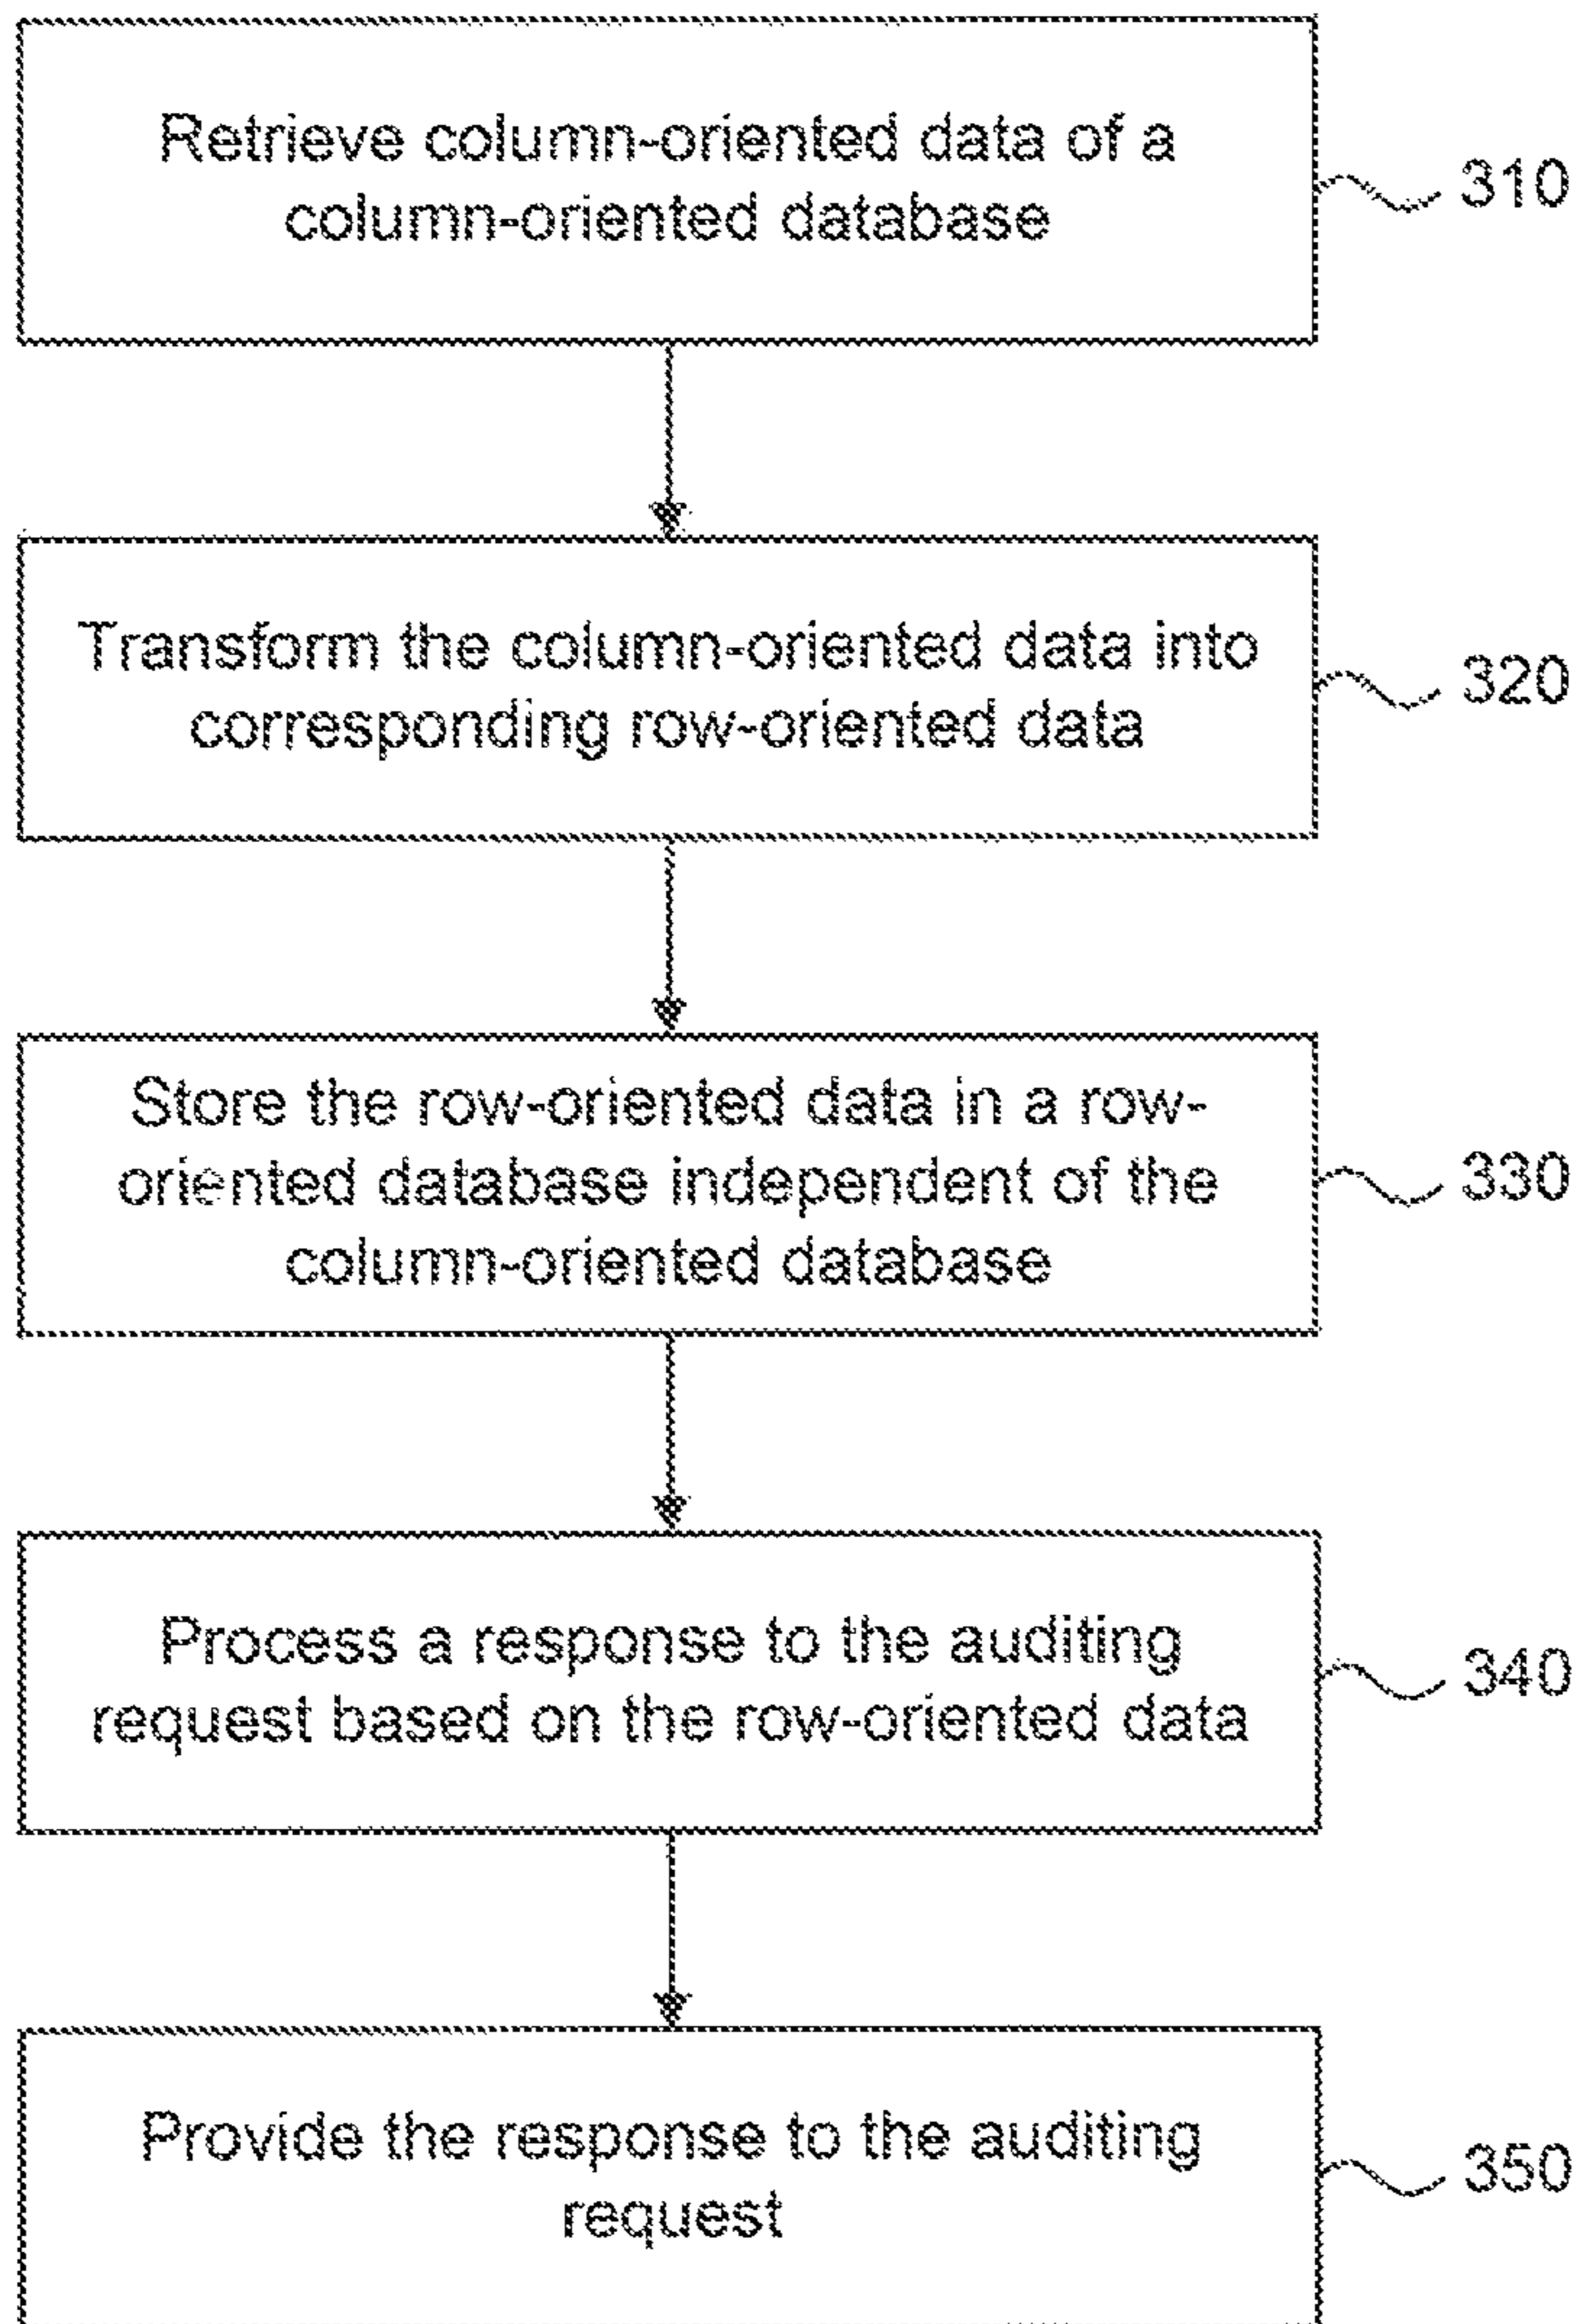 Retrieve column-oriented data of a
column-oriented database
310
Transform the column-oriented data into
corresponding row-oriented data
320
Store the row-oriented data in a row-
oriented database independent of the
column-oriented database
330
Process a response to the auditing
request based on the row-oriented data
340
Provide the response to the auditing
request
350